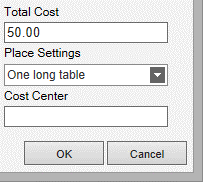 Total Cost
50.00
Place Settings
One long table
Cost Center
OK Cancel